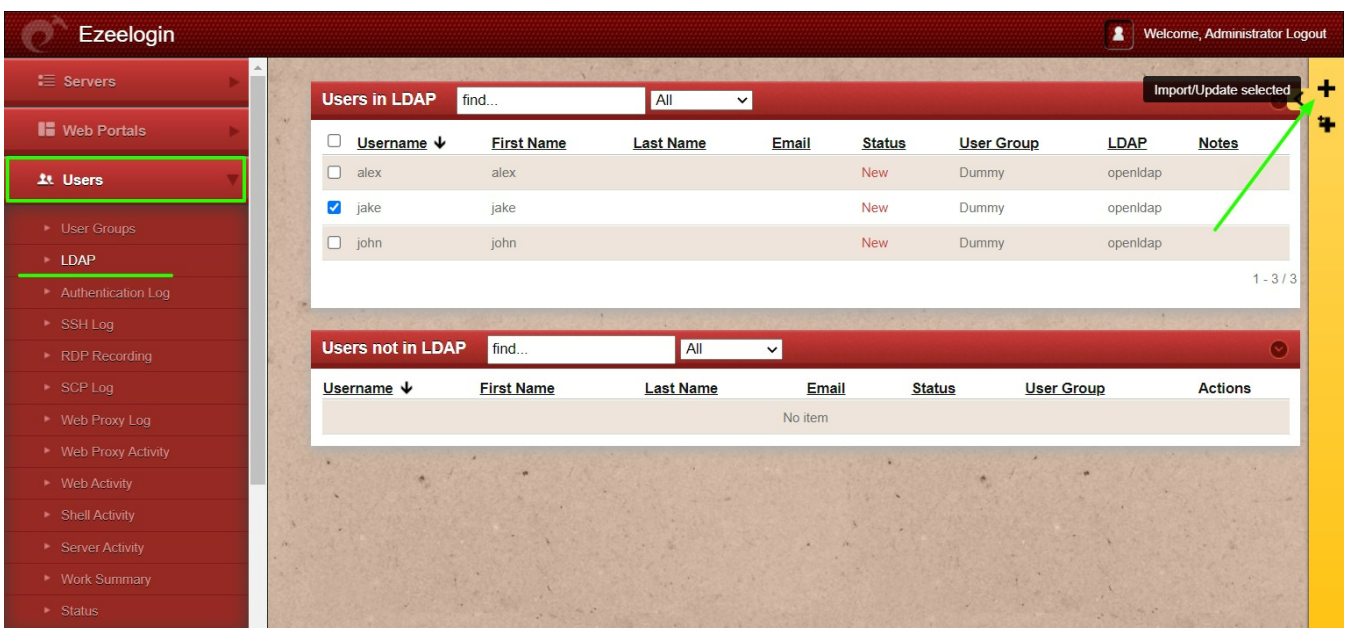 Ezeelogin
Welcome, Administrator Logout
Servers
Web Portals
Users
User Groups
LDAP
Authentication Log
SSH Log
RDP Recording
SCP Log
Web Proxy Log
Web Proxy Activity
Web Activity
Shell Activity
Server Activity
Work Summary
Status
Import/Update selected
Users in LDAP find... All
Username First Name Last Name Email Status User Group LDAP Notes
alex alex New Dummy openldap
jake jake New Dummy openldap
john john New Dummy openldap
1 - 3 / 3
Users not in LDAP find... All
Username First Name Last Name Email Status User Group Actions
No item